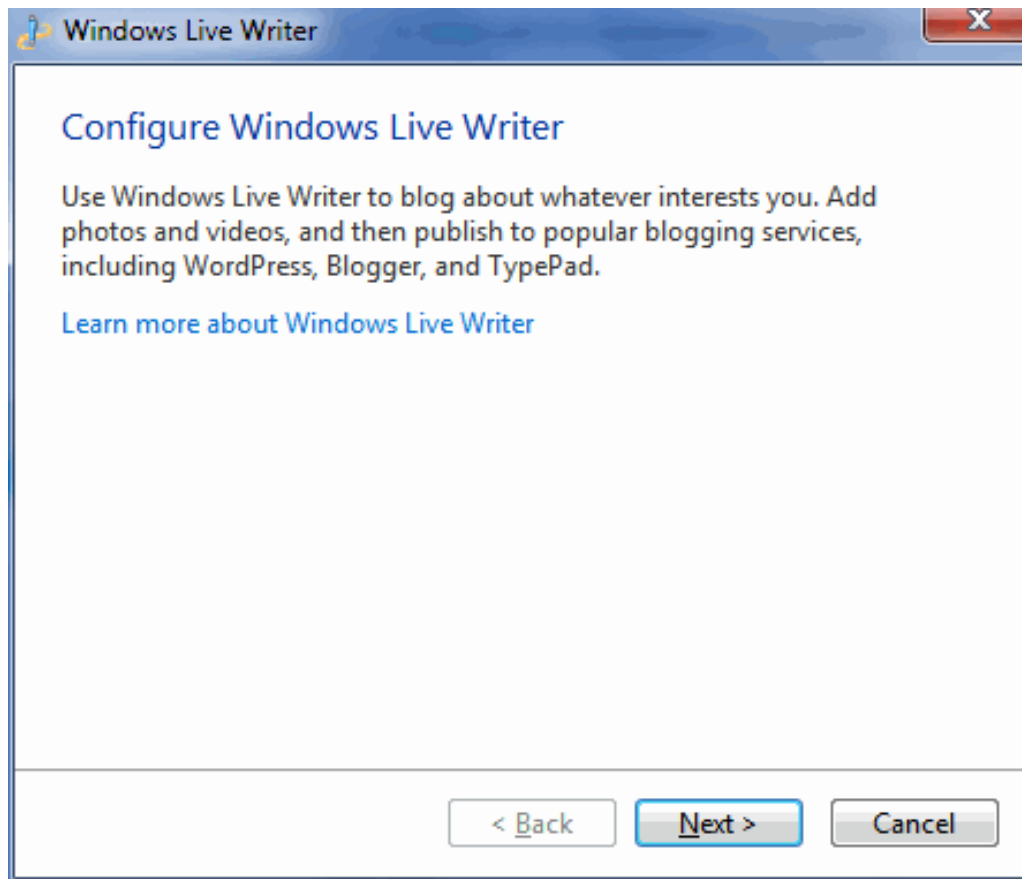 Windows Live Writer
X
Configure Windows Live Writer
Use Windows Live Writer to blog about whatever interests you. Add
photos and videos, and then publish to popular blogging services,
including WordPress, Blogger, and TypePad.
Learn more about Windows Live Writer
< Back Next > Cancel